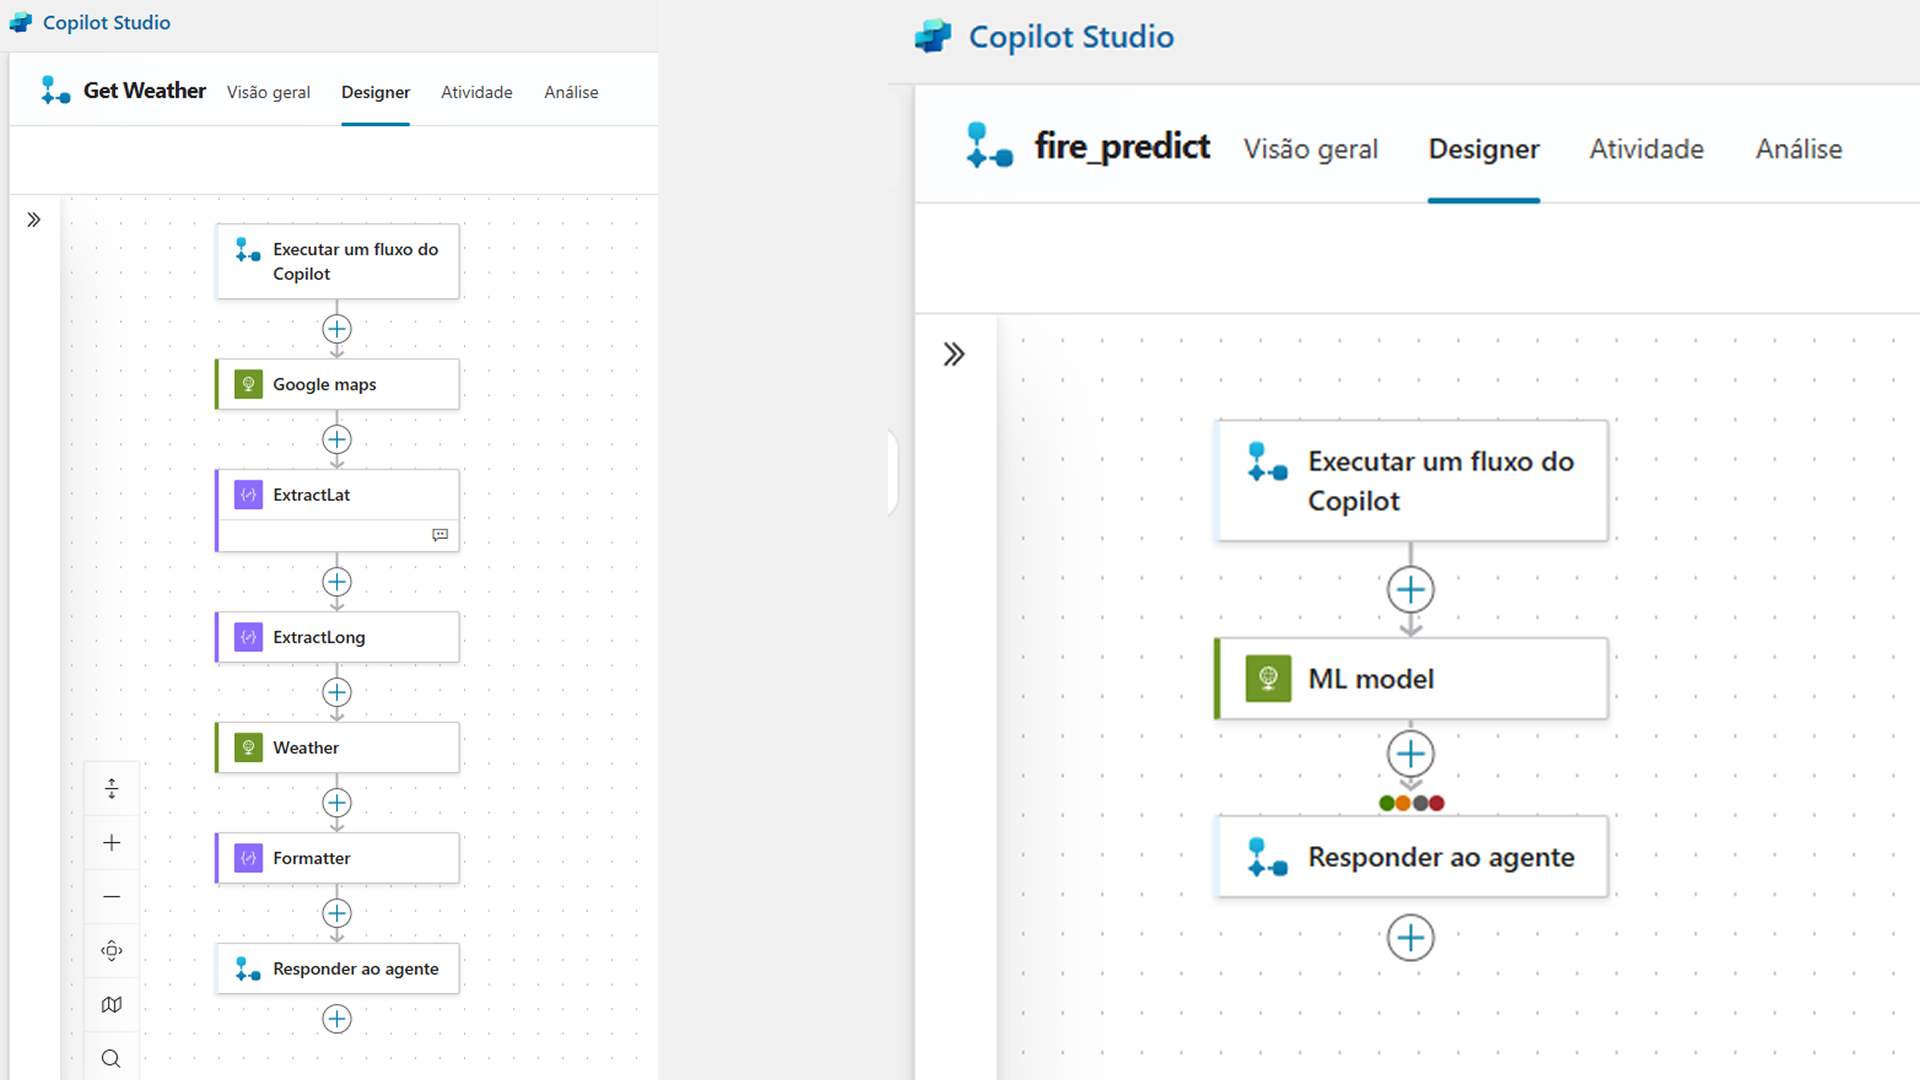 Copilot Studio
Get Weather Visão geral Designer Atividade Análise
Executar um fluxo do
Copilot
Google maps
ExtractLat
ExtractLong
Weather
Formatter
Responder ao agente
Copilot Studio
fire_predict Visão geral Designer Atividade Análise
Executar um fluxo do
Copilot
ML model
Responder ao agente